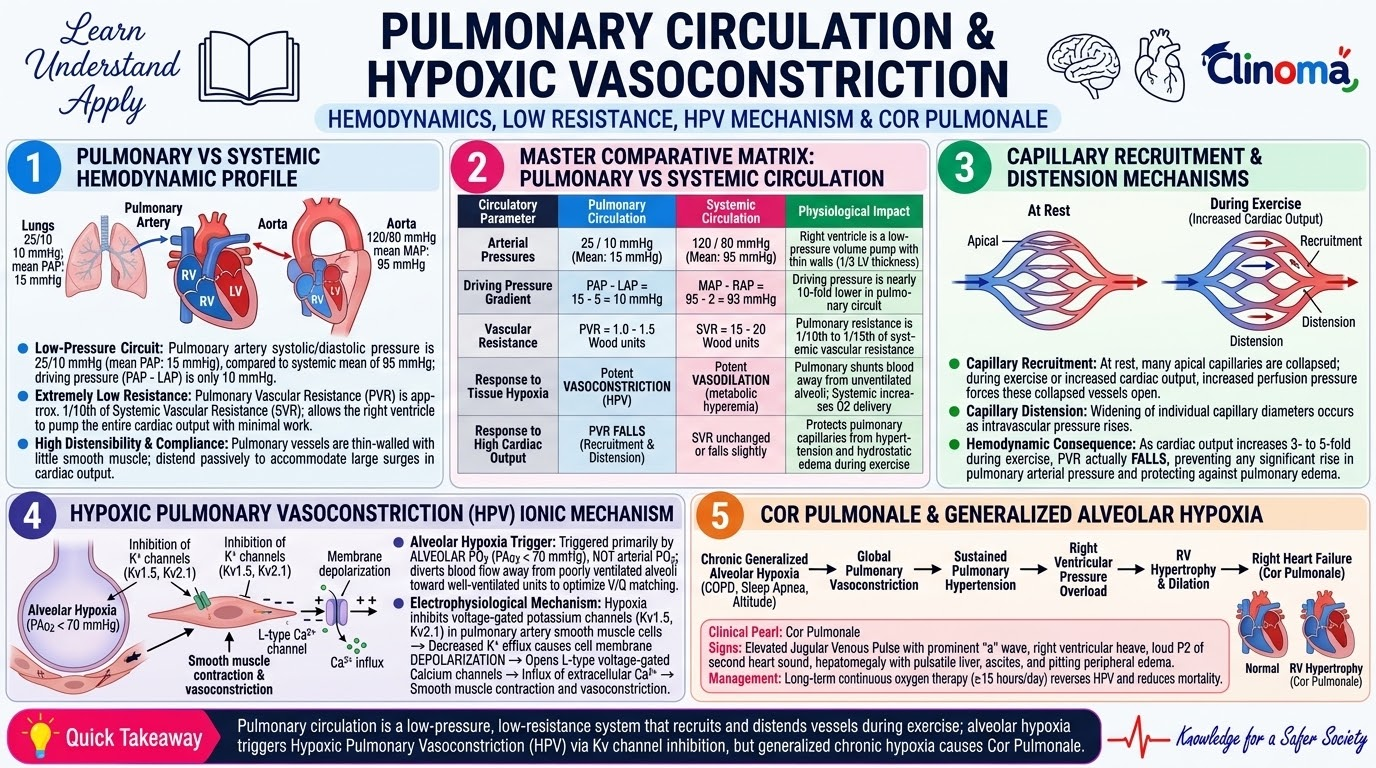 Learn
Understand
Apply
PULMONARY CIRCULATION &
HYPOXIC VASOCONSTRICTION
HEMODYNAMICS, LOW RESISTANCE, HPV MECHANISM & COR PULMONALE
Clinoma
1
PULMONARY VS SYSTEMIC
HEMODYNAMIC PROFILE
Lungs
25/10
10 mmHg;
mean PAP:
15 mmHg
Pulmonary
Artery
Aorta
Aorta
120/80 mmHg
mean MAP:
95 mmHg
RV
RV
LV
LV
• Low-Pressure Circuit: Pulmonary artery systolic/diastolic pressure is
25/10 mmHg (mean PAP: 15 mmHg), compared to systemic mean of 95 mmHg;
driving pressure (PAP - LAP) is only 10 mmHg.
• Extremely Low Resistance: Pulmonary Vascular Resistance (PVR) is ap-
prox. 1/10th of Systemic Vascular Resistance (5VR); allows the right ventricle
to pump the entire cardiac output with minimal work.
• High Distensibility & Compliance: Pulmonary vessels are thin-walled with
little smooth muscle; distend passively to accommodate large surges in
cardiac output.
2
MASTER COMPARATIVE MATRIX:
PULMONARY VS SYSTEMIC CIRCULATION
Circulatory
Parameter
Pulmonary
Circulation
Systemic
Circulation
Physiological Impact
Arterial
Pressures
25 / 10 mmHg
(Mean: 15 mmHg)
120 / 80 mmHg
(Mean: 95 mmHg)
Right ventricle is a low-
pressure volume pump with
thin walls (1/3 LV thickness)
Driving Pressure
Gradient
PAP - LAP =
15 - 5 = 10 mmHg
MAP - RAP =
95 - 2 = 93 mmHg
Driving pressure is nearly
10-fold lower in pulmo-
nary circuit
Vascular
Resistance
PVR = 1.0 - 1.5
Wood units
SVR = 15 - 20
Wood units
Pulmonary resistance is
1/10th to 1/15th of syst-
emic vascular resistance
Response to
Tissue Hypoxia
Potent
VASOCONSTRICTION
(HPV)
Potent
VASODILATION
(metabolic
hyperemia)
Pulmonary shunts blood
away from unventilated
alveoli; Systemic increa-
ses O2 delivery
Response to
High Cardiac
Output
PVR FALLS
(Recruitment &
Distension)
SVR unchanged
or falls slightly
Protects pulmonary
capillaries from hyper-
tension and hydrostatic
edema during exercise
3
CAPILLARY RECRUITMENT &
DISTENSION MECHANISMS
At Rest
During Exercise
(Increased Cardiac Output)
Apical
Recruitment
Distension
Distension
• Capillary Recruitment: At rest, many apical capillaries are collapsed;
during exercise or increased cardiac output, increased perfusion pressure
forces these collapsed vessels open.
• Capillary Distension: Widening of individual capillary diameters occurs
as intravascular pressure rises.
• Hemodynamic Consequence: As cardiac output increases 3- to 5-fold
during exercise, PVR actually FALLS, preventing any significant rise in
pulmonary arterial pressure and protecting against pulmonary edema.
4
HYPOXIC PULMONARY VASOCONSTRICTION (HPV) IONIC MECHANISM
Inhibition of
K⁺ channels
(Kv1.5, Kv2.1)
Inhibition of
K⁺ channels
(Kv1.5, Kv2.1)
Membrane
depolarization
Alveolar Hypoxia
(PAO₂ < 70 mmHg)
L-type Ca²⁺
channel
Smooth muscle
contraction &
vasoconstriction
influx
• Alveolar Hypoxia Trigger: Triggered primarily by
ALVEOLAR (< 70 mmHg), NOT arterial
diverts blood flow away from poorly ventilated alveoli
toward well-ventilated units to optimize V/Q matching.
• Electrophysiological Mechanism: Hypoxia
inhibits voltage-gated potassium channels (Kv1.5,
Kv2.1) in pulmonary artery smooth muscle cells
→ Decreased K⁺ efflux causes cell membrane
DEPOLARIZATION → Opens L-type voltage-gated
Calcium channels → Influx of extracellular Ca²⁺ →
Smooth muscle contraction and vasoconstriction.
5
COR PULMONALE & GENERALIZED ALVEOLAR HYPOXIA
Chronic Generalized
Alveolar Hypoxia
(COPD, Sleep Apnea,
Altitude)
Global
Pulmonary
Vasoconstriction
Sustained
Pulmonary
Hypertension
Right
Ventricular
Pressure
Overload
RV
Hypertrophy
& Dilation
Right Heart Failure
(Cor Pulmonale)
Clinical Pearl: Cor Pulmonale
Signs: Elevated Jugular Venous Pulse with prominent "a" wave, right ventricular heave, loud P2 of
second heart sound, hepatomegaly with pulsatile liver, ascites, and pitting peripheral edema.
Management: Long-term continuous oxygen therapy (≥15 hours/day) reverses HPV and reduces mortality.
Normal
RV Hypertrophy
(Cor Pulmonale)
Quick Takeaway
Pulmonary circulation is a low-pressure, low-resistance system that recruits and distends vessels during exercise; alveolar hypoxia
triggers Hypoxic Pulmonary Vasoconstriction (HPV) via Kv channel inhibition, but generalized chronic hypoxia causes Cor Pulmonale.
Knowledge for a Safer Society